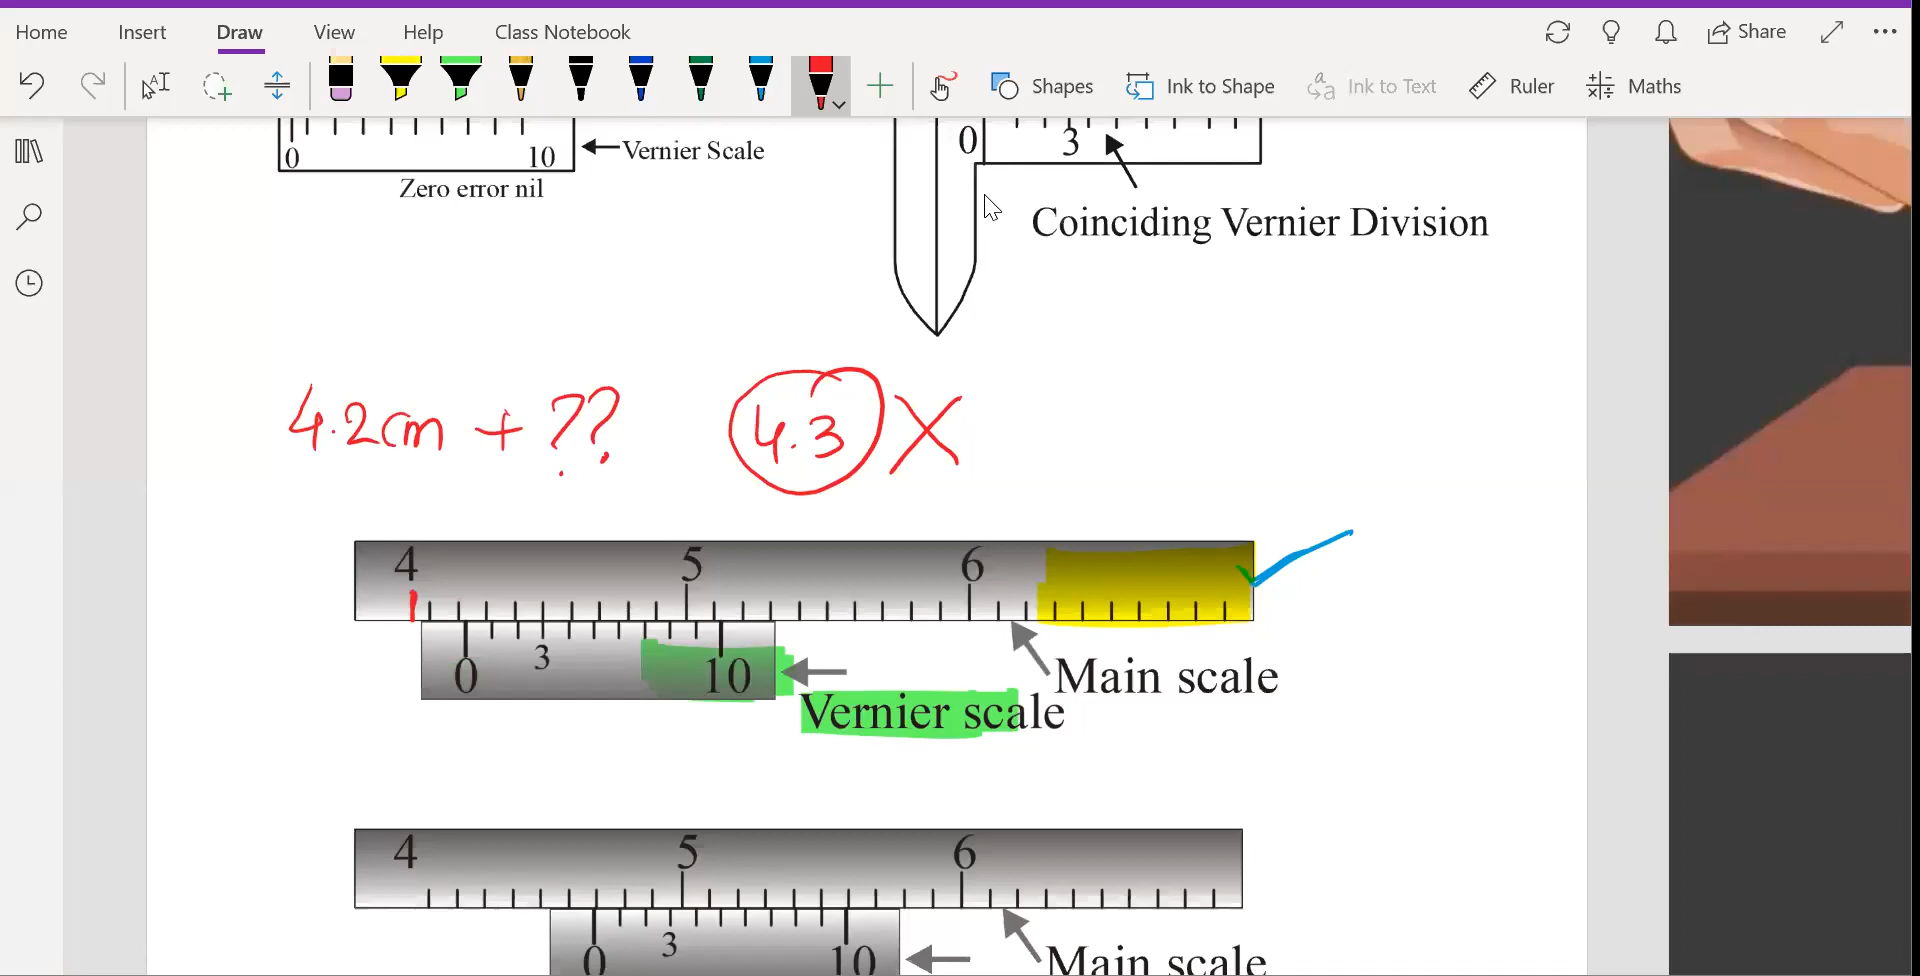 Home Insert Draw View Help Class Notebook Share
Shapes Ink to Shape Ink to Text Ruler Maths
0 10 Vernier Scale
Zero error nil
0 3
Coinciding Vernier Division
4.2cm + ?? 4.3 X
4 5 6
0 3 10
Main scale
Vernier scale
4 5 6
0 3 10
Main scale